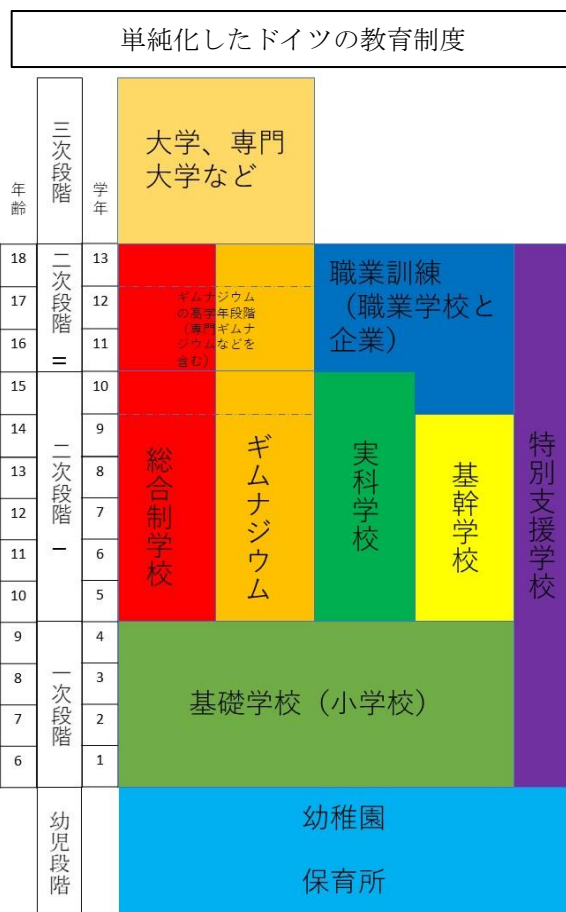 単純化したドイツの教育制度
年齢
三次段階
学年
大学、専門
大学など
18
17
16
15
14
13
12
11
10
9
8
7
6
二次段階 Ⅱ
二次段階 Ⅰ
一次段階
幼児段階
13
12
11
10
9
8
7
6
5
4
3
2
1
ギムナジウム
の高学年段階
(専門ギムナ
ジウムなどを
含む)
職業訓練
(職業学校と
企業)
総合制学校
ギムナジウム
実科学校
基幹学校
特別支援学校
基礎学校(小学校)
幼稚園
保育所